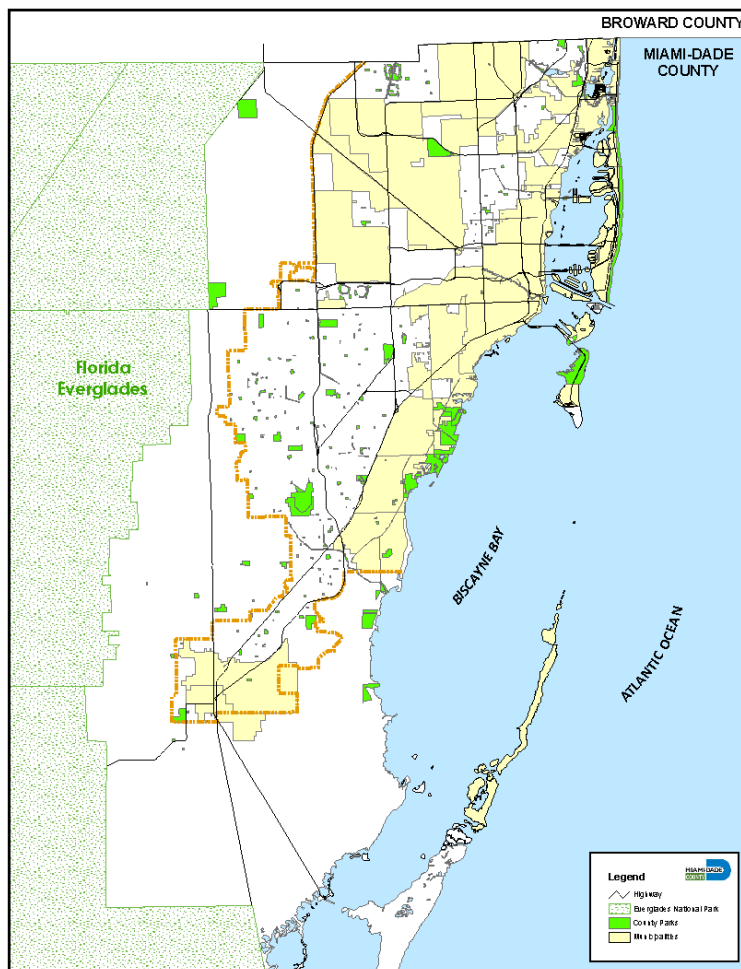 BROWARD COUNTY
MIAMI-DADE
COUNTY
Florida
Everglades
BISCAYNE BAY
ATLANTIC OCEAN
Legend
MIAMI-DADE
COUNTY
Highway
Everglades National Park
County Parks
Municipalities